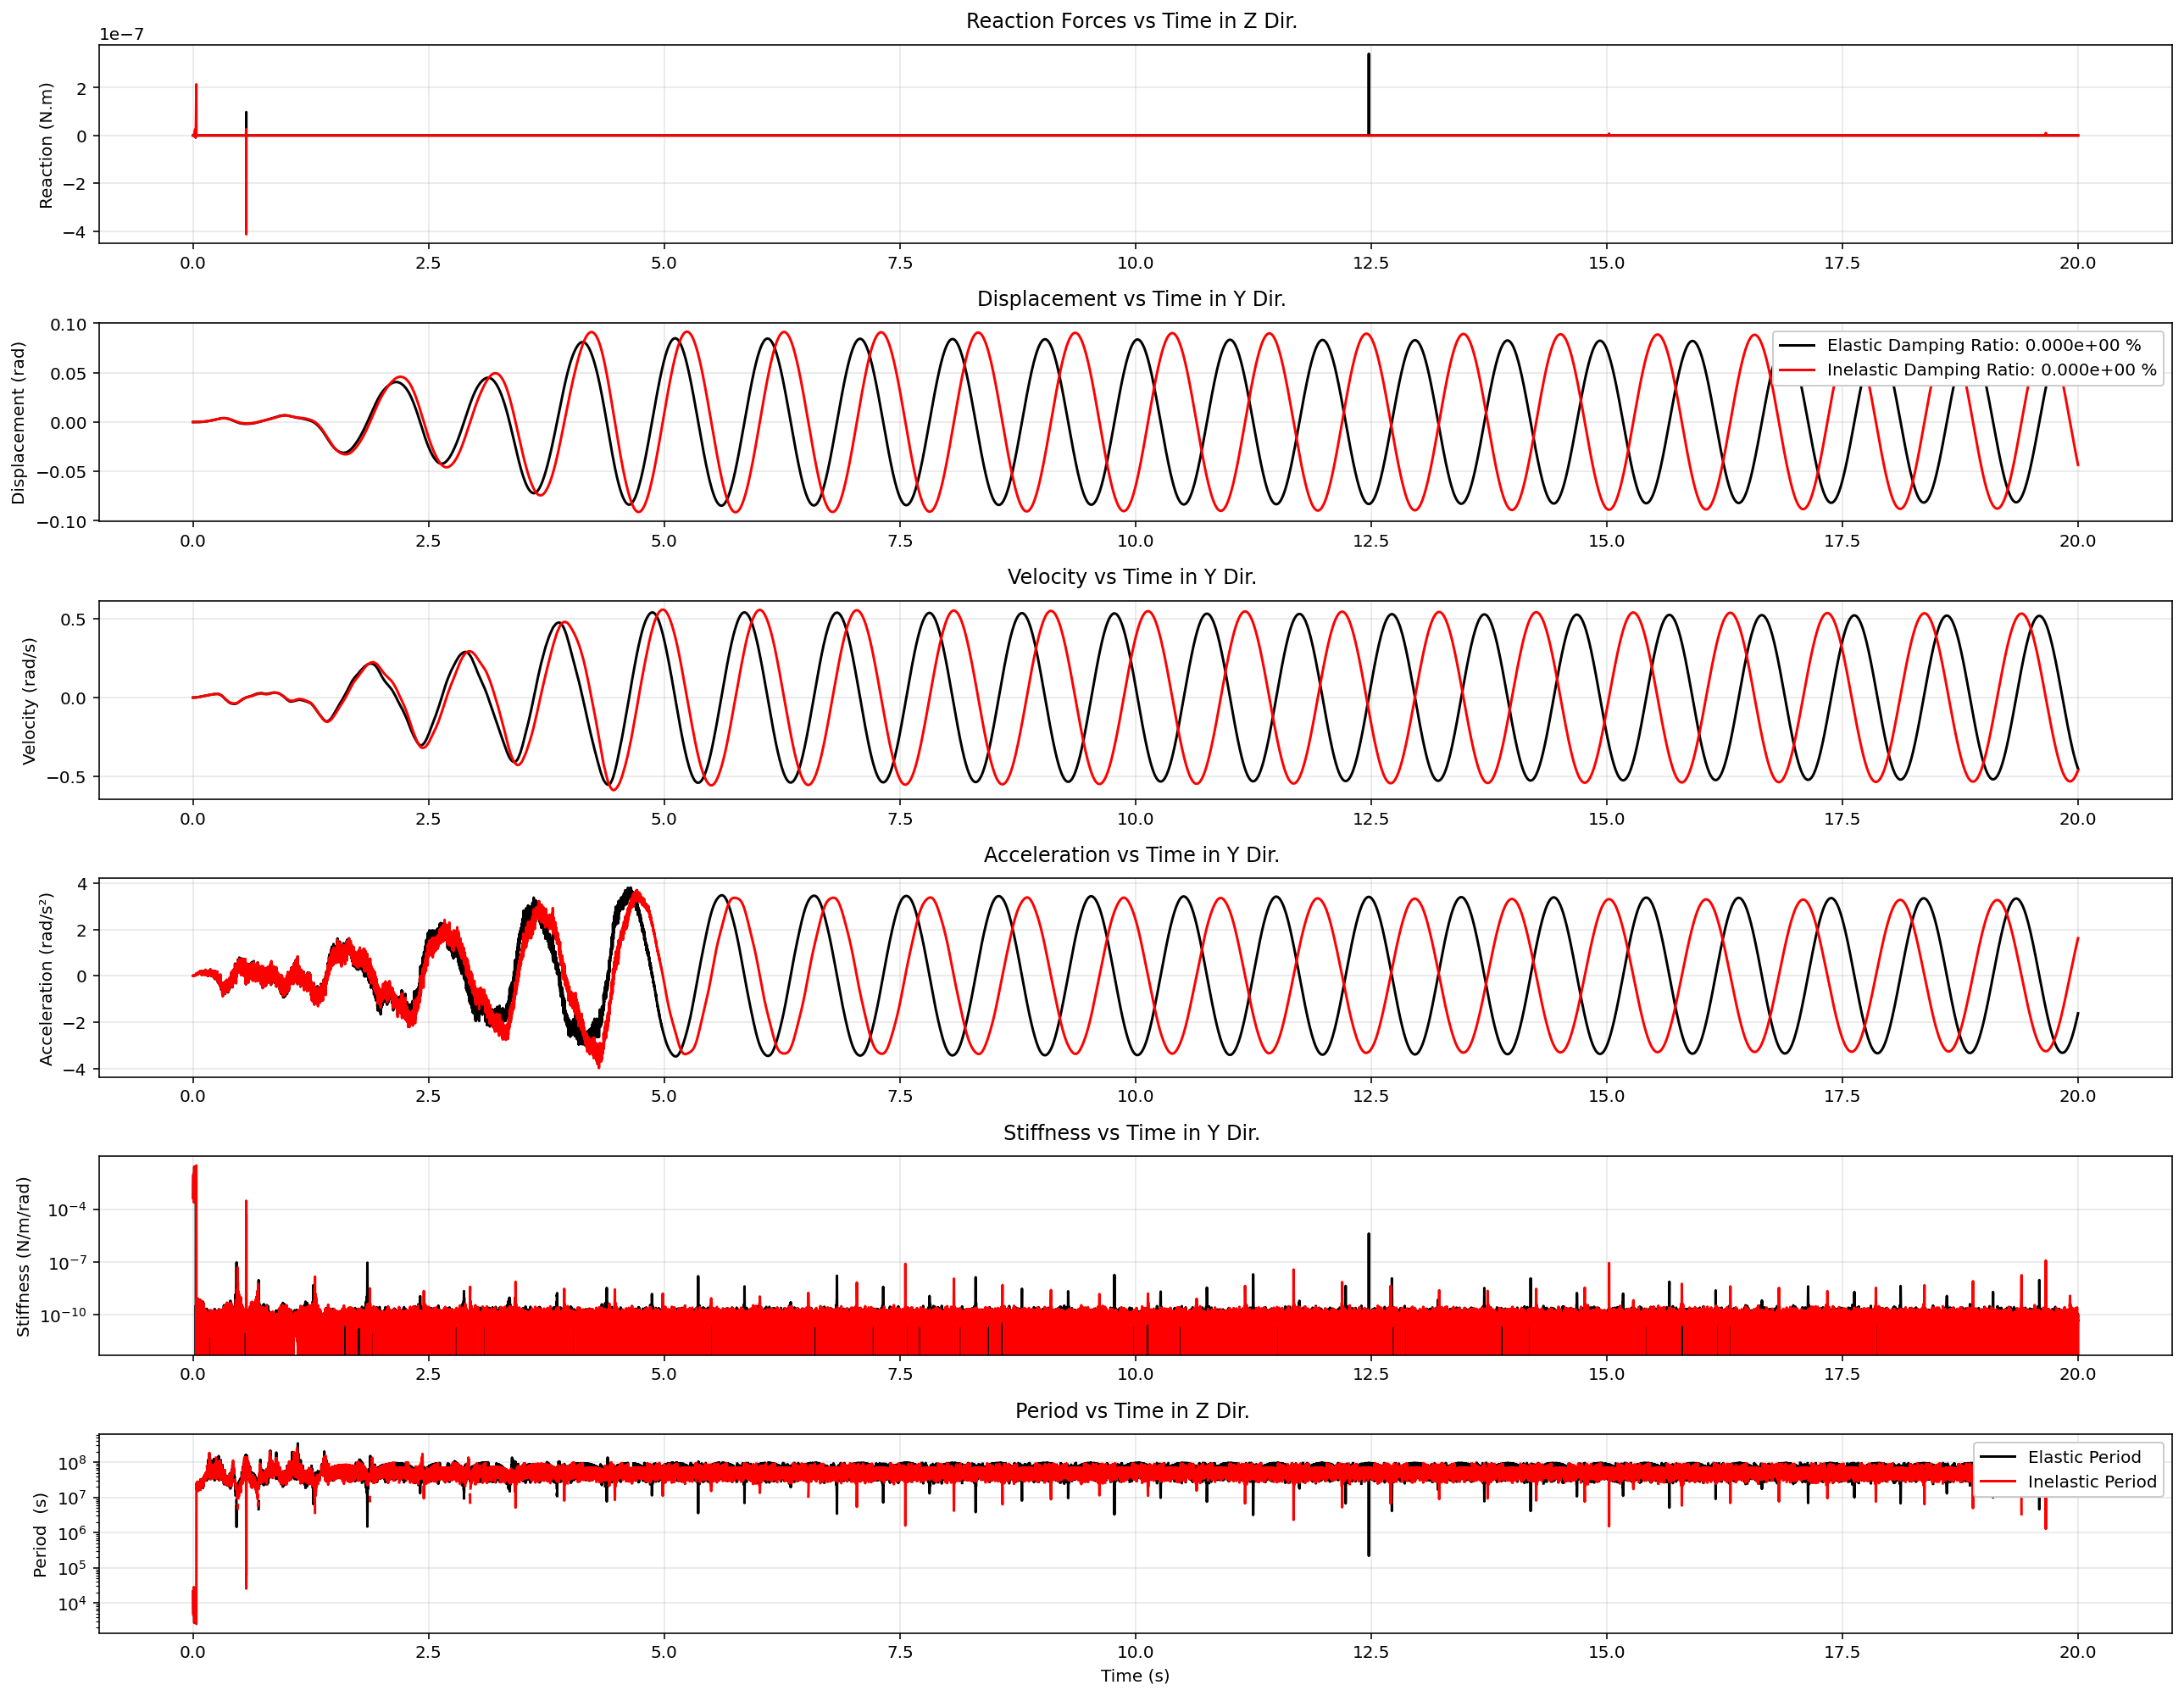 Reaction Forces vs Time in Z Dir.
1e−7
Reaction (N.m)
2
0
−2
−4
0.0 2.5 5.0 7.5 10.0 12.5 15.0 17.5 20.0
Displacement vs Time in Y Dir.
Displacement (rad)
0.10
0.05
0.00
−0.05
−0.10
Elastic Damping Ratio: 0.000e+00 %
Inelastic Damping Ratio: 0.000e+00 %
0.0 2.5 5.0 7.5 10.0 12.5 15.0 17.5 20.0
Velocity vs Time in Y Dir.
Velocity (rad/s)
0.5
0.0
−0.5
0.0 2.5 5.0 7.5 10.0 12.5 15.0 17.5 20.0
Acceleration vs Time in Y Dir.
Acceleration (rad/s²)
4
2
0
−2
−4
0.0 2.5 5.0 7.5 10.0 12.5 15.0 17.5 20.0
Stiffness vs Time in Y Dir.
Stiffness (N/m/rad)
10⁻⁴
10⁻⁷
10⁻¹⁰
0.0 2.5 5.0 7.5 10.0 12.5 15.0 17.5 20.0
Period vs Time in Z Dir.
Period  (s)
10⁸
10⁷
10⁶
10⁵
10⁴
Elastic Period
Inelastic Period
0.0 2.5 5.0 7.5 10.0 12.5 15.0 17.5 20.0
Time (s)